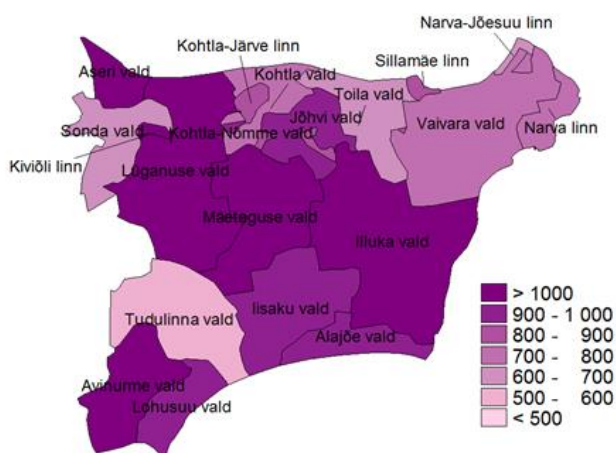 Narva-Jõesuu linn
Kohtla-Järve linn
Sillamäe linn
Aseri vald
Kohtla vald
Toila vald
Jõhvi vald
Sonda vald
Kohtla-Nõmme vald
Vaivara vald
Narva linn
Kiviõli linn
Lüganuse vald
Mäetaguse vald
Illuka vald
Iisaku vald
Tudulinna vald
Alajõe vald
Avinurme vald
Lohusuu vald
> 1000
900 - 1 000
800 - 900
700 - 800
600 - 700
500 - 600
< 500